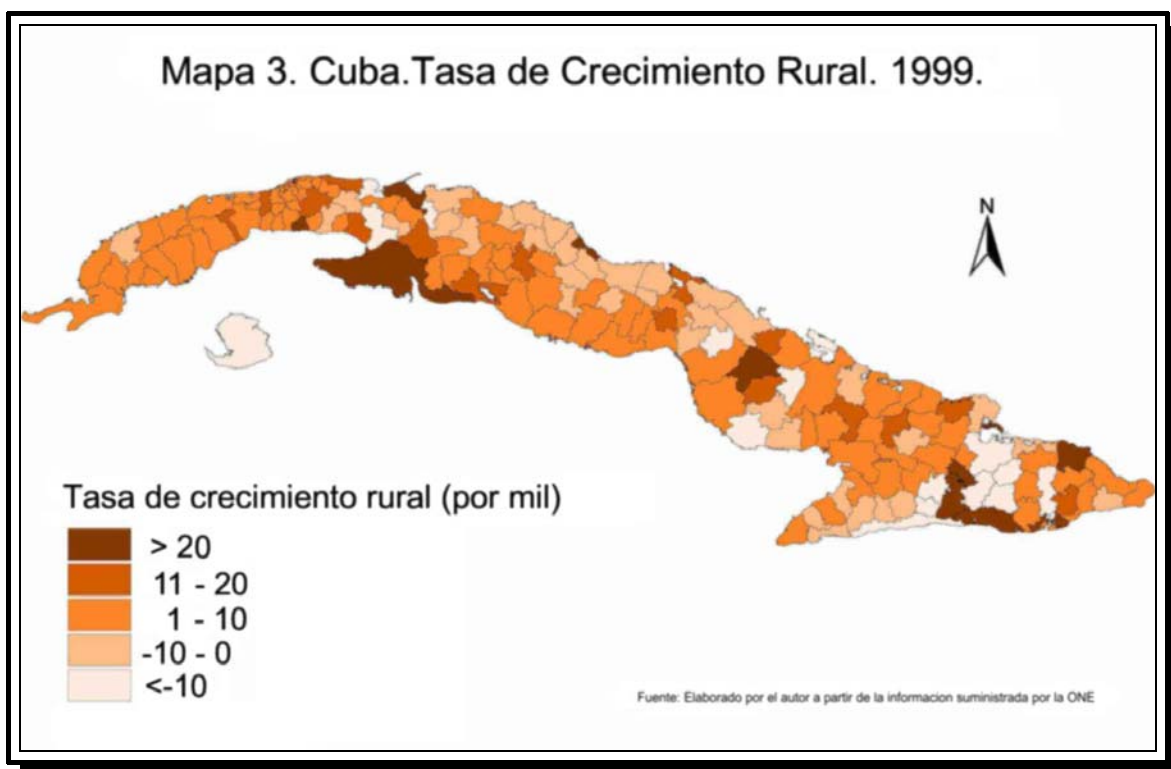 Mapa 3. Cuba.Tasa de Crecimiento Rural. 1999.
N
Tasa de crecimiento rural (por mil)
> 20
11 - 20
1 - 10
-10 - 0
<-10
Fuente: Elaborado por el autor a partir de la informacion suministrada por la ONE